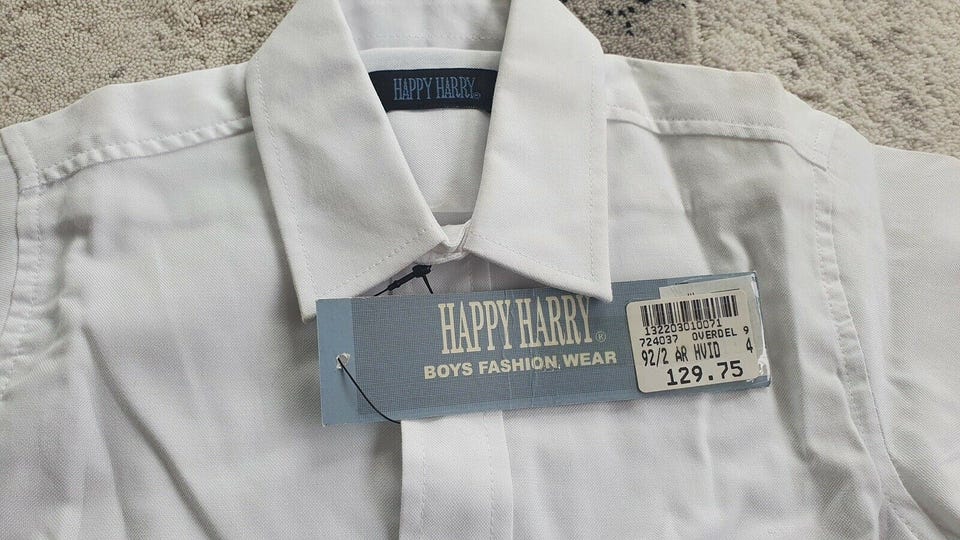 HAPPY HARRY®
HAPPY HARRY®
BOYS FASHION WEAR
132203010071
724037 OVERDEL 9
92/2 AR HVID 4
129.75